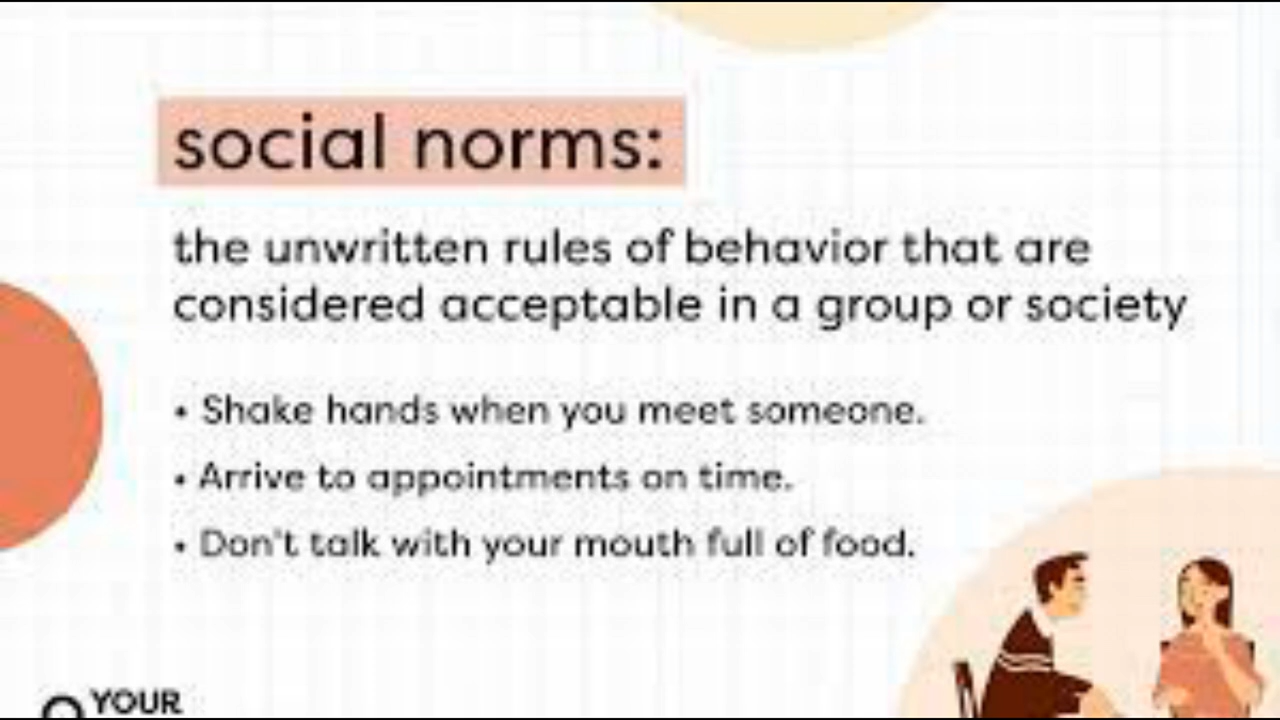 social norms:
the unwritten rules of behavior that are
considered acceptable in a group or society
• Shake hands when you meet someone.
• Arrive to appointments on time.
• Don't talk with your mouth full of food.
YOUR